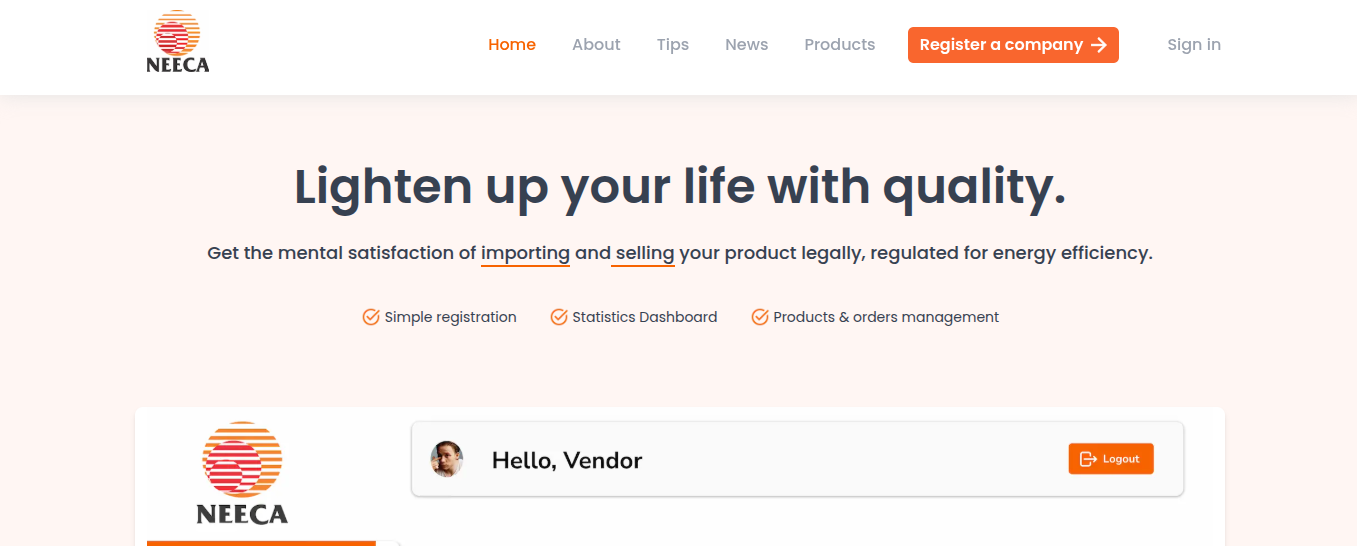 NEECA
Home About Tips News Products Register a company Sign in
Lighten up your life with quality.
Get the mental satisfaction of importing and selling your product legally, regulated for energy efficiency.
Simple registration Statistics Dashboard Products & orders management
NEECA
Hello, Vendor
Logout